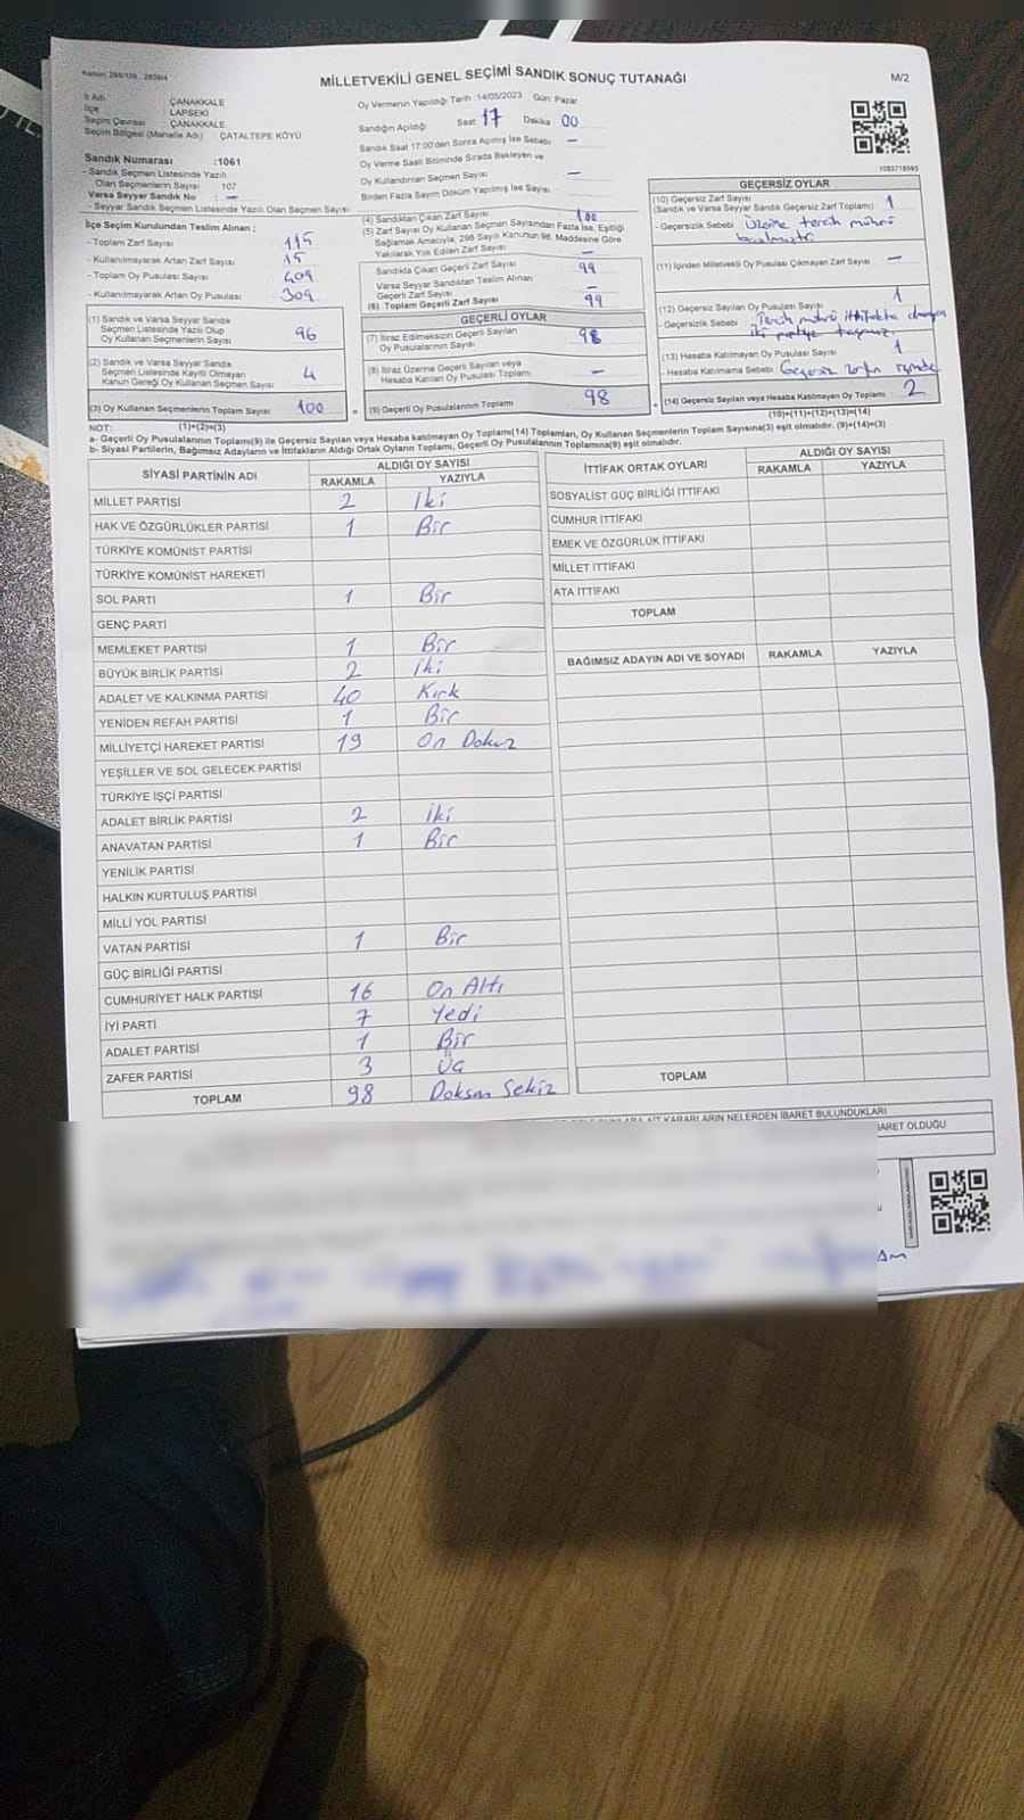 MİLLETVEKİLİ GENEL SEÇİMİ SANDIK SONUÇ TUTANAĞI
M/2
İl Adı : ÇANAKKALE
İlçe : LAPSEKİ
Seçim Çevresi : ÇANAKKALE
Seçim Bölgesi (Mahalle Adı) : ÇATALTEPE KÖYÜ
Sandık Numarası :1061
- Sandık Seçmen Listesinde Yazılı
Olan Seçmenlerin Sayısı 107
Varsa Seyyar Sandık No : -
- Seyyar Sandık Seçmen Listesinde Yazılı Olan Seçmen Sayısı
İlçe Seçim Kurulundan Teslim Alınan :
- Toplam Zarf Sayısı 115
- Kullanılmayarak Artan Zarf Sayısı 15
- Toplam Oy Pusulası Sayısı 409
- Kullanılmayarak Artan Oy Pusulası 309
(1) Sandık ve Varsa Seyyar Sandık
Seçmen Listesinde Yazılı Olup
Oy Kullanan Seçmenlerin Sayısı 96
(2) Sandık ve Varsa Seyyar Sandık
Seçmen Listesinde Kayıtlı Olmayan
Kanun Gereği Oy Kullanan Seçmen Sayısı 4
(3) Oy Kullanan Seçmenlerin Toplam Sayısı 100
(1)+(2)=(3)
Oy Vermenin Yapıldığı Tarih :14/05/2023 Gün: Pazar
Sandığın Açıldığı Saat 17 Dakika 00
Sandık Saat 17:00'den Sonra Açılmış İse Sebebi -
Oy Verme Saati Bitiminde Sırada Bekleyen ve
Oy Kullandırılan Seçmen Sayısı -
Birden Fazla Sayım Döküm Yapılmış İse Sayısı
(4) Sandıktan Çıkan Zarf Sayısı 100
(5) Zarf Sayısı Oy Kullanan Seçmen Sayısından Fazla İse, Eşitliği
Sağlamak Amacıyla, 298 Sayılı Kanunun 98. Maddesine Göre
Yakılarak Yok Edilen Zarf Sayısı -
Sandıkta Çıkan Geçerli Zarf Sayısı 99
Varsa Seyyar Sandıktan Teslim Alınan
Geçerli Zarf Sayısı -
(6) Toplam Geçerli Zarf Sayısı 99
GEÇERLİ OYLAR
(7) İtiraz Edilmeksizin Geçerli Sayılan
Oy Pusulalarının Sayısı 98
(8) İtiraz Üzerine Geçerli Sayılan veya
Hesaba Katılan Oy Pusulası Toplamı -
(9) Geçerli Oy Pusulalarının Toplamı 98
1083718595
GEÇERSİZ OYLAR
(10) Geçersiz Zarf Sayısı
(Sandık ve Varsa Seyyar Sandık Geçersiz Zarf Toplamı) 1
- Geçersizlik Sebebi Üzerine tercih mührü
basılmıştır
(11) İçinden Milletvekili Oy Pusulası Çıkmayan Zarf Sayısı -
(12) Geçersiz Sayılan Oy Pusulası Sayısı 1
- Geçersizlik Sebebi Tercih mührü ittifakta olmayan
iki partiye taşmış
(13) Hesaba Katılmayan Oy Pusulası Sayısı 1
- Hesaba Katılmama Sebebi Geçersiz zarfın içinde
(14) Geçersiz Sayılan veya Hesaba Katılmayan Oy Toplamı 2
(10)+(11)+(12)+(13)=(14)
NOT:
a- Geçerli Oy Pusulalarının Toplamı(9) ile Geçersiz Sayılan veya Hesaba katılmayan Oy Toplamı(14) Toplamları, Oy Kullanan Seçmenlerin Toplam Sayısına(3) eşit olmalıdır. (9)+(14)=(3)
b- Siyasi Partilerin, Bağımsız Adayların ve İttifakların Aldığı Ortak Oyların Toplamı, Geçerli Oy Pusulalarının Toplamına(9) eşit olmalıdır.
SİYASİ PARTİNİN ADI ALDIĞI OY SAYISI
RAKAMLA YAZIYLA
MİLLET PARTİSİ 2 İki
HAK VE ÖZGÜRLÜKLER PARTİSİ 1 Bir
TÜRKİYE KOMÜNİST PARTİSİ
TÜRKİYE KOMÜNİST HAREKETİ
SOL PARTİ 1 Bir
GENÇ PARTİ
MEMLEKET PARTİSİ 1 Bir
BÜYÜK BİRLİK PARTİSİ 2 İki
ADALET VE KALKINMA PARTİSİ 40 Kırk
YENİDEN REFAH PARTİSİ 1 Bir
MİLLİYETÇİ HAREKET PARTİSİ 19 On Dokuz
YEŞİLLER VE SOL GELECEK PARTİSİ
TÜRKİYE İŞÇİ PARTİSİ
ADALET BİRLİK PARTİSİ 2 İki
ANAVATAN PARTİSİ 1 Bir
YENİLİK PARTİSİ
HALKIN KURTULUŞ PARTİSİ
MİLLİ YOL PARTİSİ
VATAN PARTİSİ 1 Bir
GÜÇ BİRLİĞİ PARTİSİ
CUMHURİYET HALK PARTİSİ 16 On Altı
İYİ PARTİ 7 Yedi
ADALET PARTİSİ 1 Bir
ZAFER PARTİSİ 3 Üç
TOPLAM 98 Doksan Sekiz
İTTİFAK ORTAK OYLARI ALDIĞI OY SAYISI
RAKAMLA YAZIYLA
SOSYALİST GÜÇ BİRLİĞİ İTTİFAKI
CUMHUR İTTİFAKI
EMEK VE ÖZGÜRLÜK İTTİFAKI
MİLLET İTTİFAKI
ATA İTTİFAKI
TOPLAM
BAĞIMSIZ ADAYIN ADI VE SOYADI RAKAMLA YAZIYLA
TOPLAM
AİT KARARLARIN NELERDEN İBARET BULUNDUKLARI
İBARET OLDUĞU